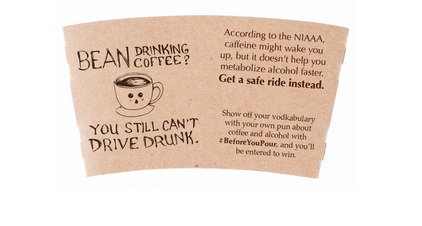 BEAN DRINKING
COFFEE?
YOU STILL CAN'T
DRIVE DRUNK.
According to the NIAAA,
caffeine might wake you
up, but it doesn't help you
metabolize alcohol faster.
Get a safe ride instead.
Show off your vodkabulary
with your own pun about
coffee and alcohol with
#BeforeYouPour, and you'll
be entered to win.